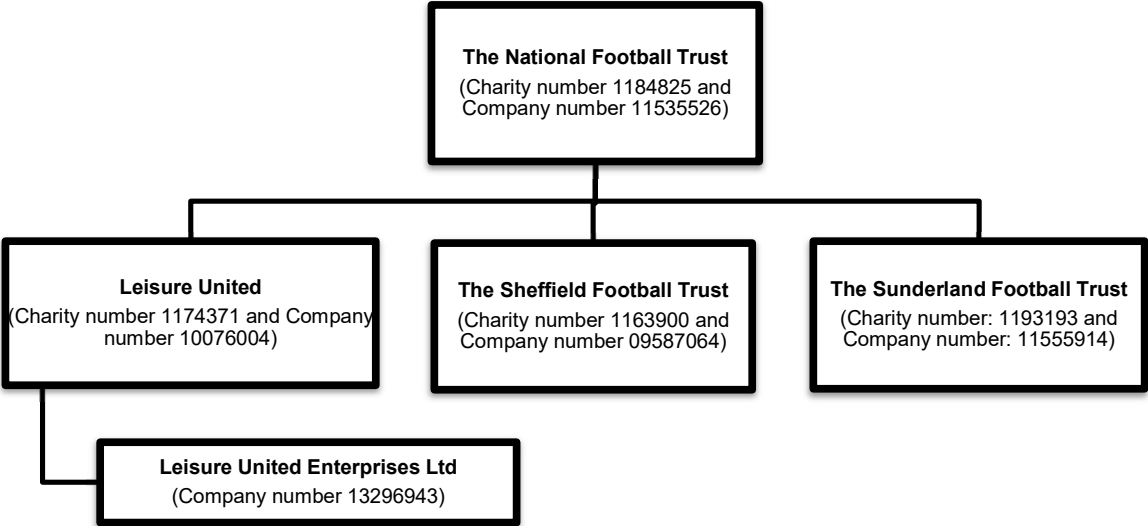 The National Football Trust
(Charity number 1184825 and
Company number 11535526)
Leisure United
(Charity number 1174371 and Company
number 10076004)
The Sheffield Football Trust
(Charity number 1163900 and
Company number 09587064)
The Sunderland Football Trust
(Charity number: 1193193 and
Company number: 11555914)
Leisure United Enterprises Ltd
(Company number 13296943)